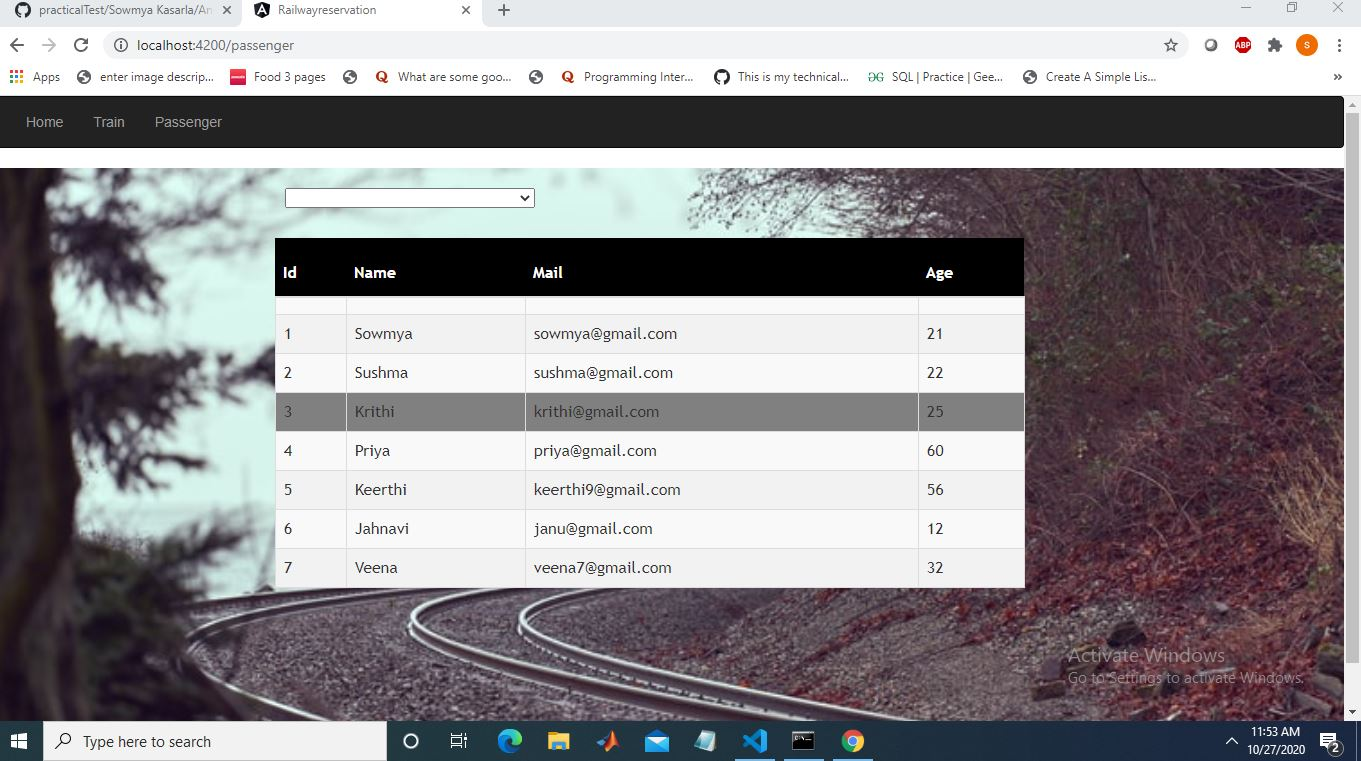 practicalTest/Sowmya Kasarla/An
Railwayreservation
localhost:4200/passenger
ABP
S
Apps
enter image descrip...
Food 3 pages
What are some goo...
Programming Inter...
This is my technical...
SQL | Practice | Gee...
Create A Simple Lis...
»
Home
Train
Passenger
Id Name Mail Age
1 Sowmya sowmya@gmail.com 21
2 Sushma sushma@gmail.com 22
3 Krithi krithi@gmail.com 25
4 Priya priya@gmail.com 60
5 Keerthi keerthi9@gmail.com 56
6 Jahnavi janu@gmail.com 12
7 Veena veena7@gmail.com 32
Activate Windows
Go to Settings to activate Windows.
Type here to search
11:53 AM
10/27/2020
2